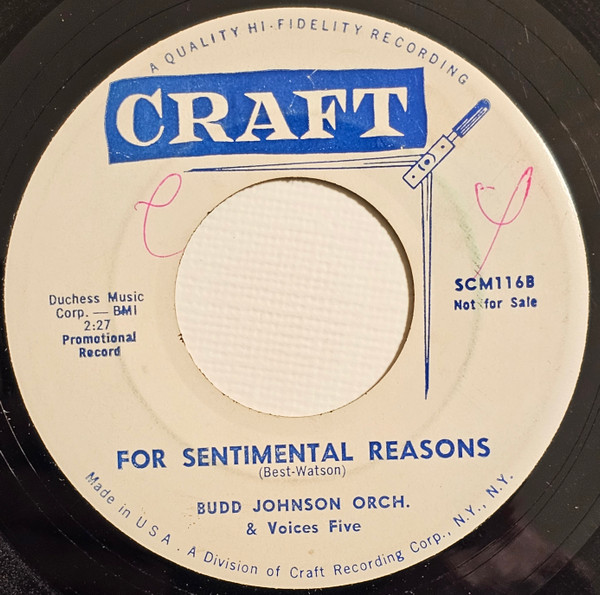 A QUALITY HI-FIDELITY RECORDING
CRAFT
Duchess Music
Corp. — BMI
2:27
Promotional
Record
SCM116B
Not for Sale
FOR SENTIMENTAL REASONS
(Best-Watson)
BUDD JOHNSON ORCH.
& Voices Five
Made in U S A . A Division of Craft Recording Corp., N.Y., N.Y.